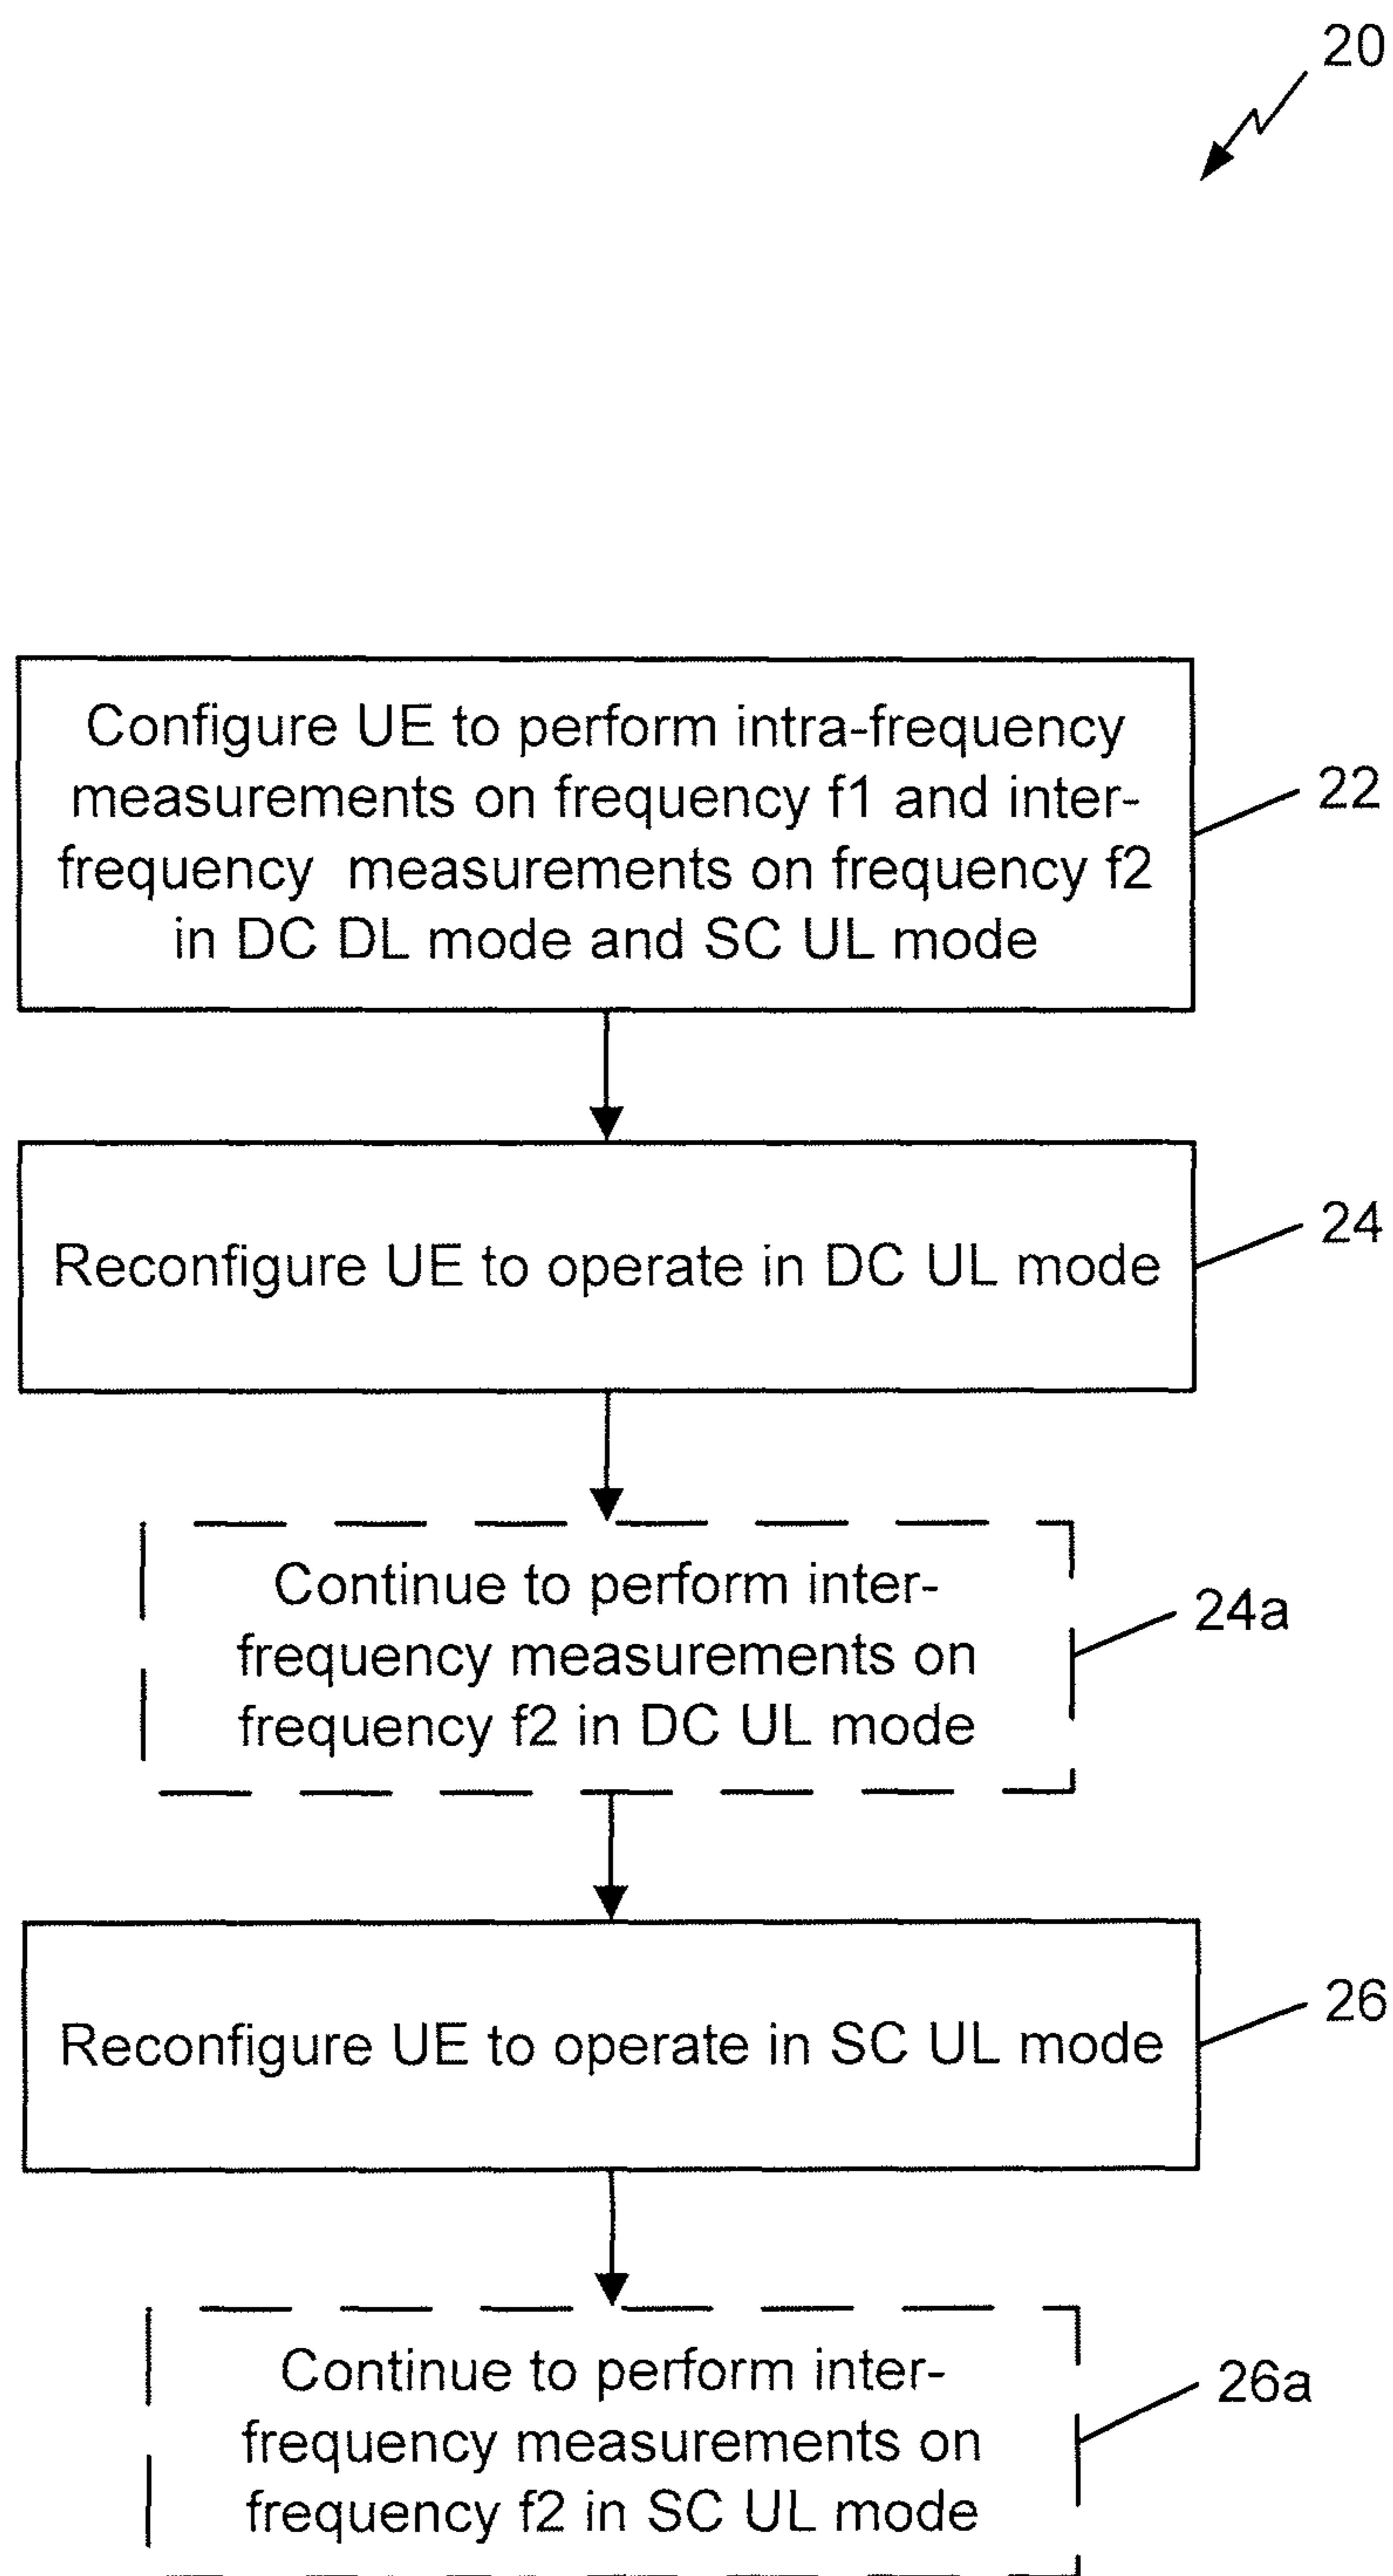 20
Configure UE to perform intra-frequency
measurements on frequency f1 and inter-
frequency measurements on frequency f2
in DC DL mode and SC UL mode
22
Reconfigure UE to operate in DC UL mode
24
Continue to perform inter-
frequency measurements on
frequency f2 in DC UL mode
24a
Reconfigure UE to operate in SC UL mode
26
Continue to perform inter-
frequency measurements on
frequency f2 in SC UL mode
26a